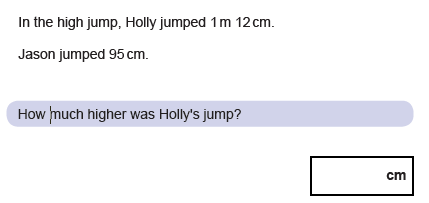 In the high jump, Holly jumped 1 m 12 cm.
Jason jumped 95 cm.
How much higher was Holly's jump?
cm